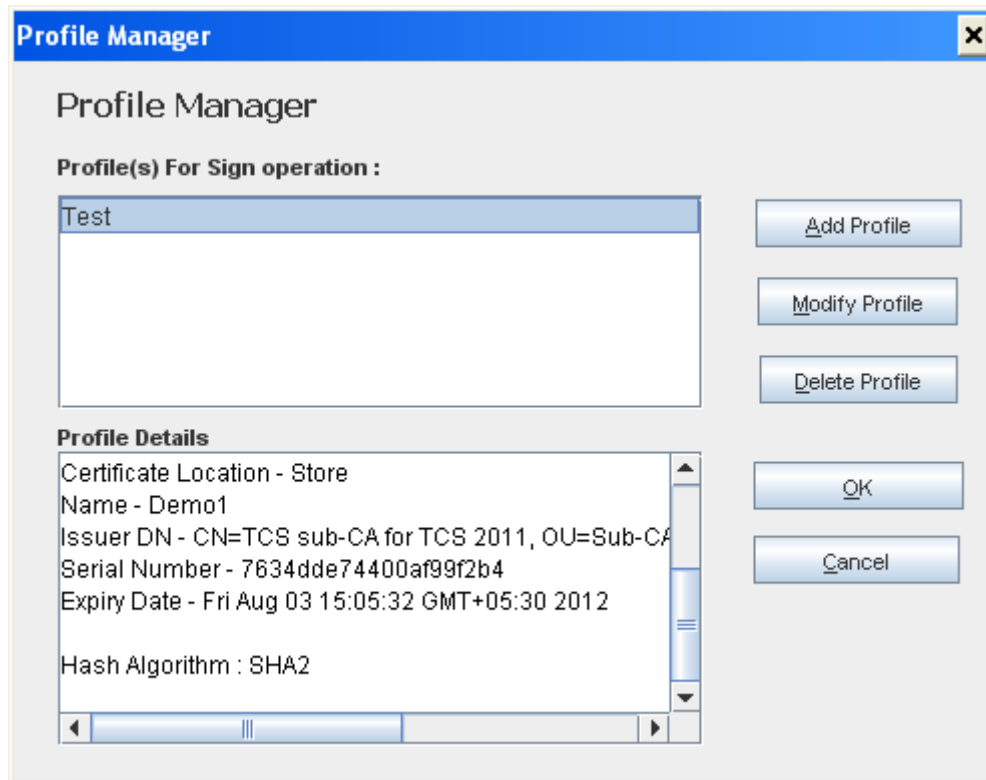 Profile Manager
Profile Manager
Profile(s) For Sign operation :
Test
Add Profile
Modify Profile
Delete Profile
Profile Details
Certificate Location - Store
Name - Demo1
Issuer DN - CN=TCS sub-CA for TCS 2011, OU=Sub-CA
Serial Number - 7634dde74400af99f2b4
Expiry Date - Fri Aug 03 15:05:32 GMT+05:30 2012
Hash Algorithm : SHA2
OK
Cancel